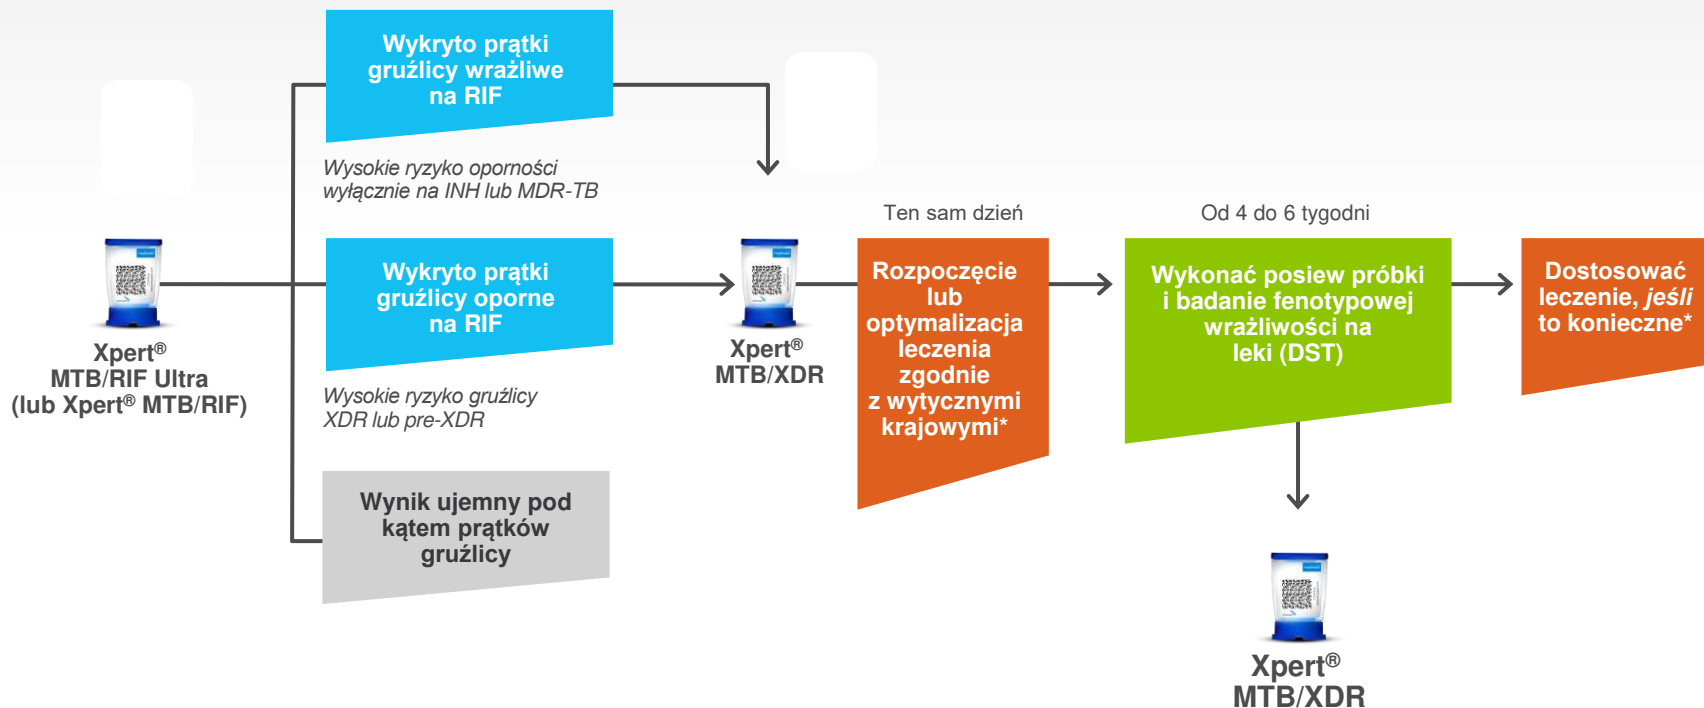 Wykryto prątki
gruźlicy wrażliwe
na RIF
Wysokie ryzyko oporności
wyłącznie na INH lub MDR-TB
Xpert®
MTB/RIF Ultra
(lub Xpert® MTB/RIF)
Wykryto prątki
gruźlicy oporne
na RIF
Wysokie ryzyko gruźlicy
XDR lub pre-XDR
Wynik ujemny pod
kątem prątków
gruźlicy
Xpert®
MTB/XDR
Ten sam dzień
Rozpoczęcie
lub
optymalizacja
leczenia
zgodnie
z wytycznymi
krajowymi*
Od 4 do 6 tygodni
Wykonać posiew próbki
i badanie fenotypowej
wrażliwości na
leki (DST)
Dostosować
leczenie, jeśli
to konieczne*
Xpert®
MTB/XDR